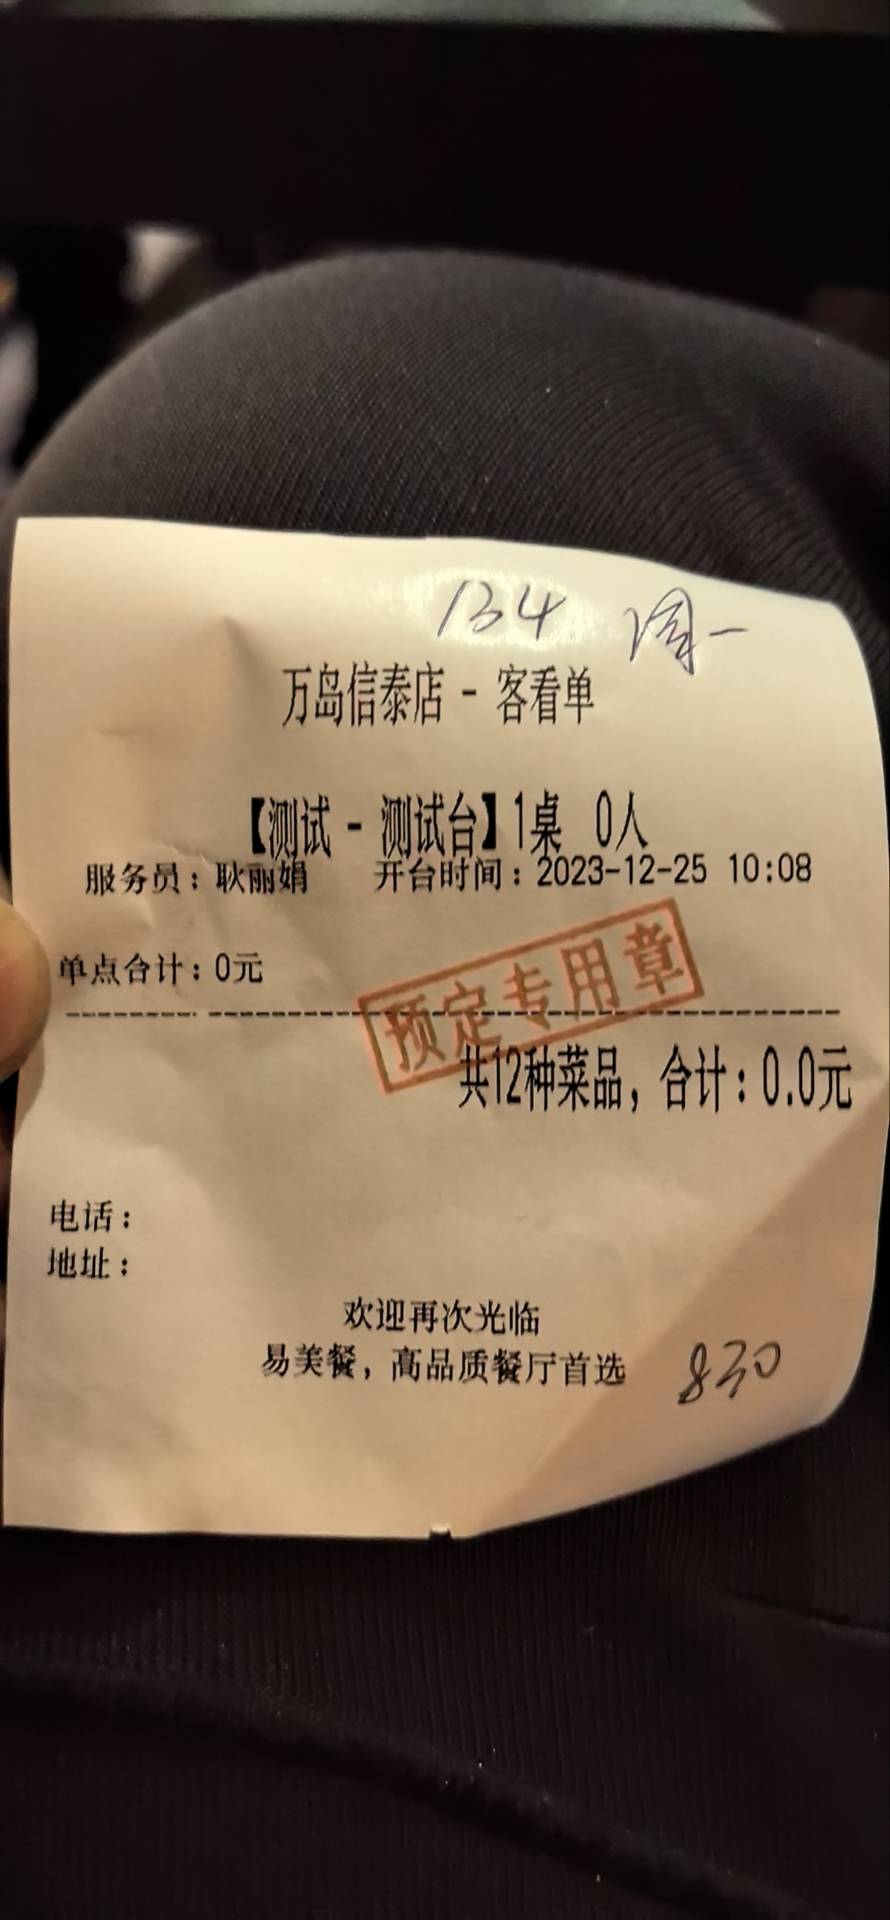 134 周一
万岛信泰店 - 客看单
【测试 - 测试台】1桌 0人
服务员：耿丽娟 开台时间：2023-12-25 10:08
单点合计：0元
预定专用章
共12种菜品，合计：0.0元
电话：
地址：
欢迎再次光临
易美餐，高品质餐厅首选
830